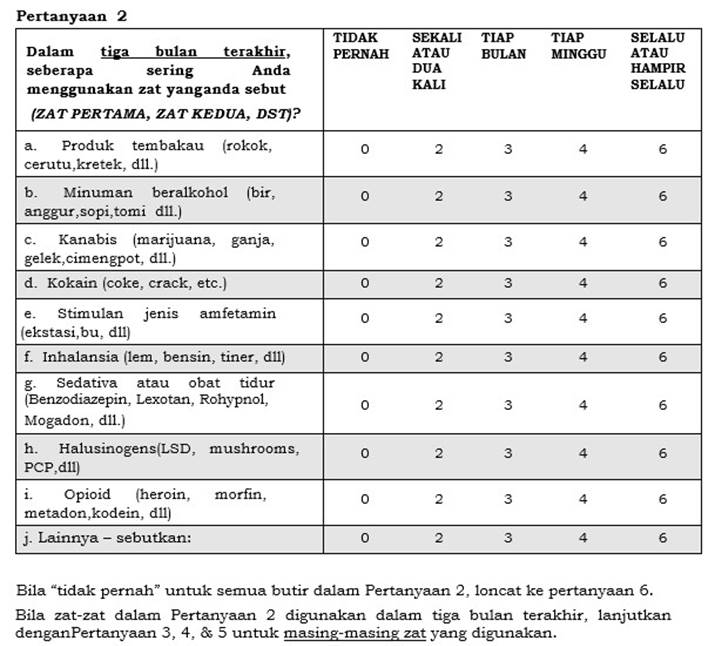 Pertanyaan 2
Dalam tiga bulan terakhir,
seberapa sering Anda
menggunakan zat yanganda sebut
(ZAT PERTAMA, ZAT KEDUA, DST)?
TIDAK
PERNAH
SEKALI
ATAU
DUA
KALI
TIAP
BULAN
TIAP
MINGGU
SELALU
ATAU
HAMPIR
SELALU
a. Produk tembakau (rokok,
cerutu,kretek, dll.)
0 2 3 4 6
b. Minuman beralkohol (bir,
anggur,sopi,tomi dll.)
0 2 3 4 6
c. Kanabis (marijuana, ganja,
gelek,cimengpot, dll.)
0 2 3 4 6
d. Kokain (coke, crack, etc.) 0 2 3 4 6
e. Stimulan jenis amfetamin
(ekstasi,bu, dll)
0 2 3 4 6
f. Inhalansia (lem, bensin, tiner, dll) 0 2 3 4 6
g. Sedativa atau obat tidur
(Benzodiazepin, Lexotan, Rohypnol,
Mogadon, dll.)
0 2 3 4 6
h. Halusinogens(LSD, mushrooms,
PCP,dll)
0 2 3 4 6
i. Opioid (heroin, morfin,
metadon,kodein, dll)
0 2 3 4 6
j. Lainnya – sebutkan: 0 2 3 4 6
Bila “tidak pernah” untuk semua butir dalam Pertanyaan 2, loncat ke pertanyaan 6.
Bila zat-zat dalam Pertanyaan 2 digunakan dalam tiga bulan terakhir, lanjutkan
denganPertanyaan 3, 4, & 5 untuk masing-masing zat yang digunakan.